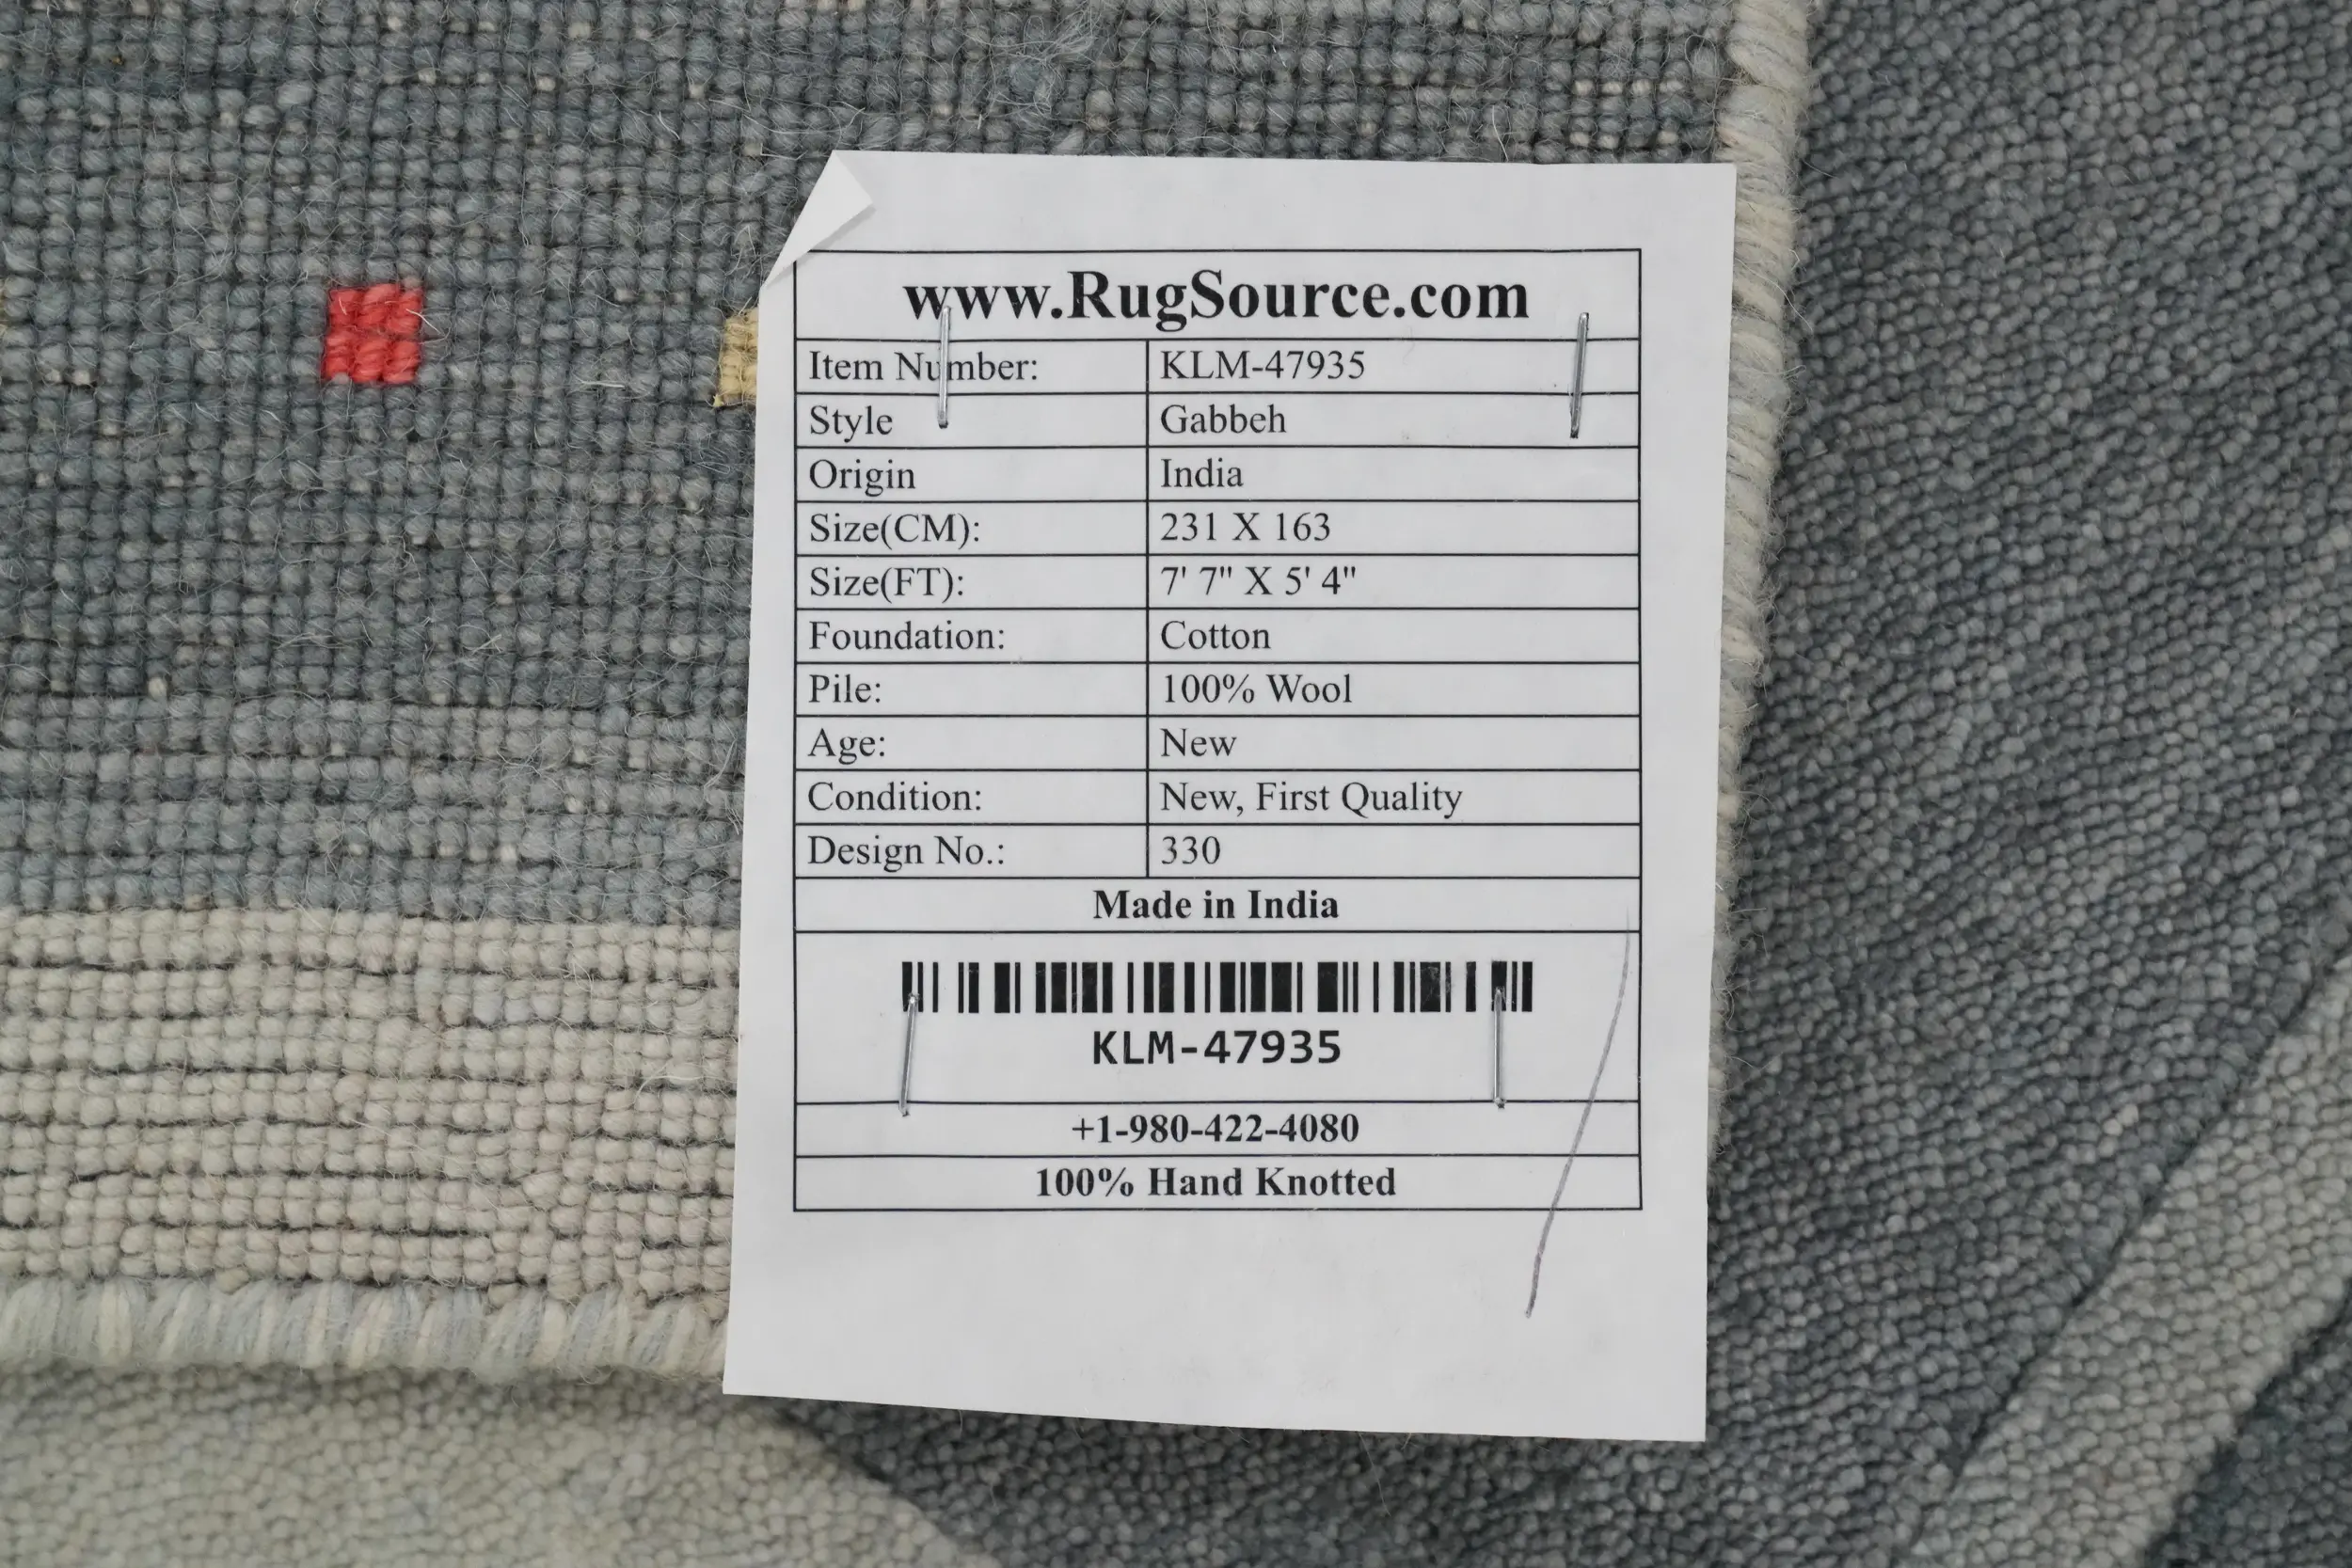 www.RugSource.com
Item Number: KLM-47935
Style Gabbeh
Origin India
Size(CM): 231 X 163
Size(FT): 7' 7" X 5' 4"
Foundation: Cotton
Pile: 100% Wool
Age: New
Condition: New, First Quality
Design No.: 330
Made in India
KLM-47935
+1-980-422-4080
100% Hand Knotted